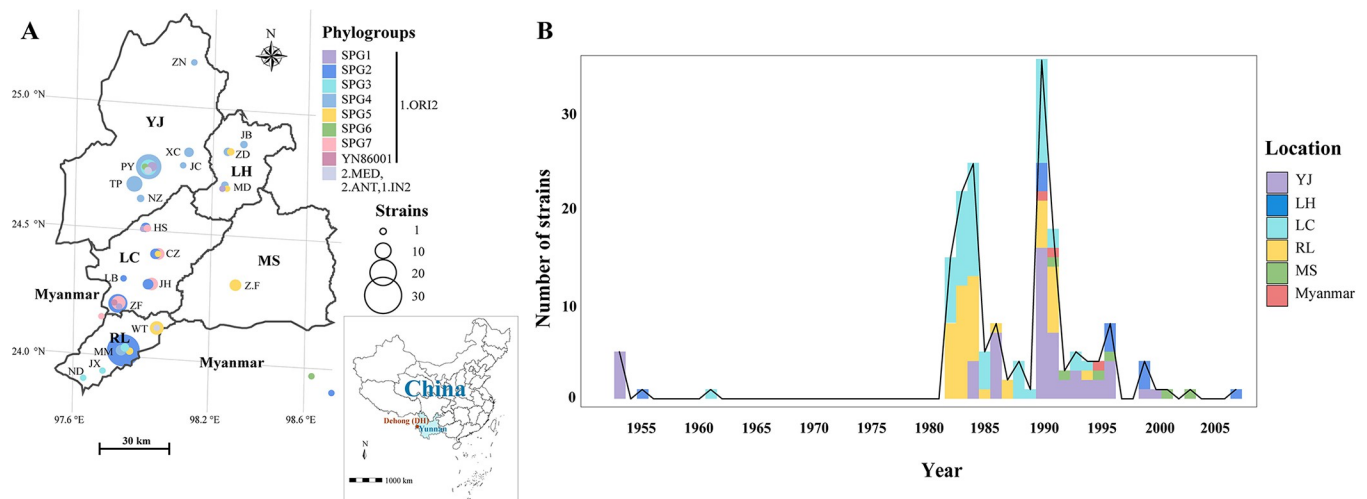 A
N
Phylogroups
SPG1
SPG2
SPG3
SPG4
SPG5
SPG6
SPG7
YN86001
1.ORI2
2.MED,
2.ANT,1.IN2
Strains
1
10
20
30
25.0 °N
24.5 °N
24.0 °N
97.6 °E
98.2 °E
98.6 °E
30 km
ZN
YJ
XC
JC
PY
TP
NZ
JB
ZD
LH
MD
HS
LC
CZ
LB
JH
ZF
MS
Z.F
Myanmar
WT
RL
MM
JX
ND
Myanmar
China
Dehong (DH)
Yunnan
N
1000 km
B
Number of strains
30
20
10
0
1955 1960 1965 1970 1975 1980 1985 1990 1995 2005
Year
Location
YJ
LH
LC
RL
MS
Myanmar